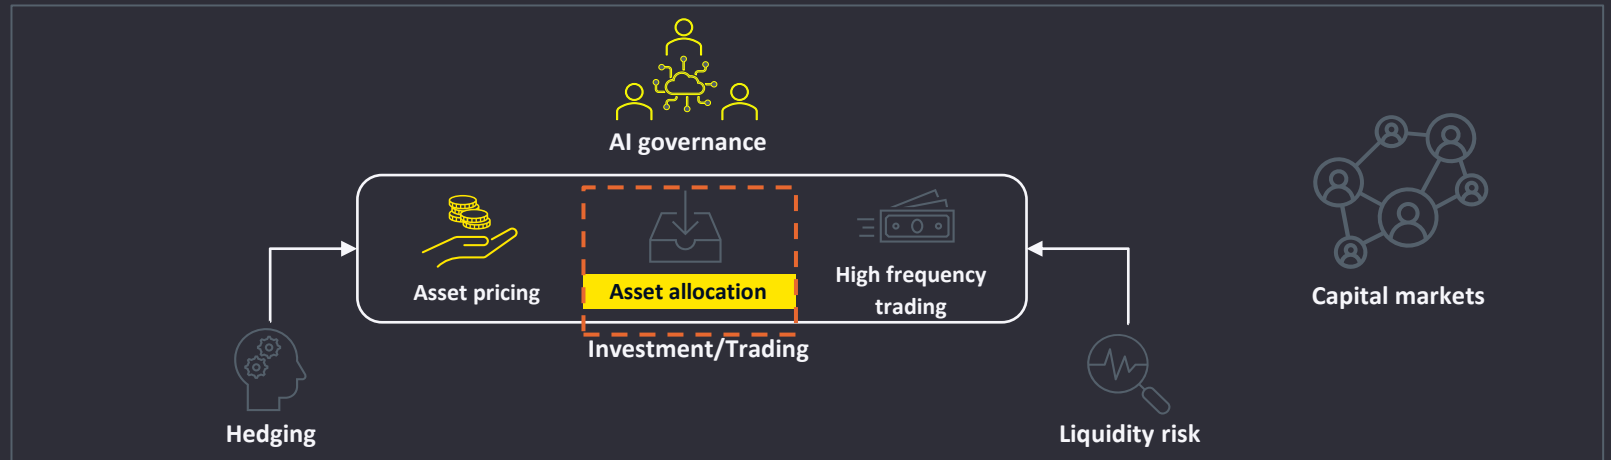 AI governance
Asset pricing
Asset allocation
High frequency
trading
Investment/Trading
Hedging
Liquidity risk
Capital markets